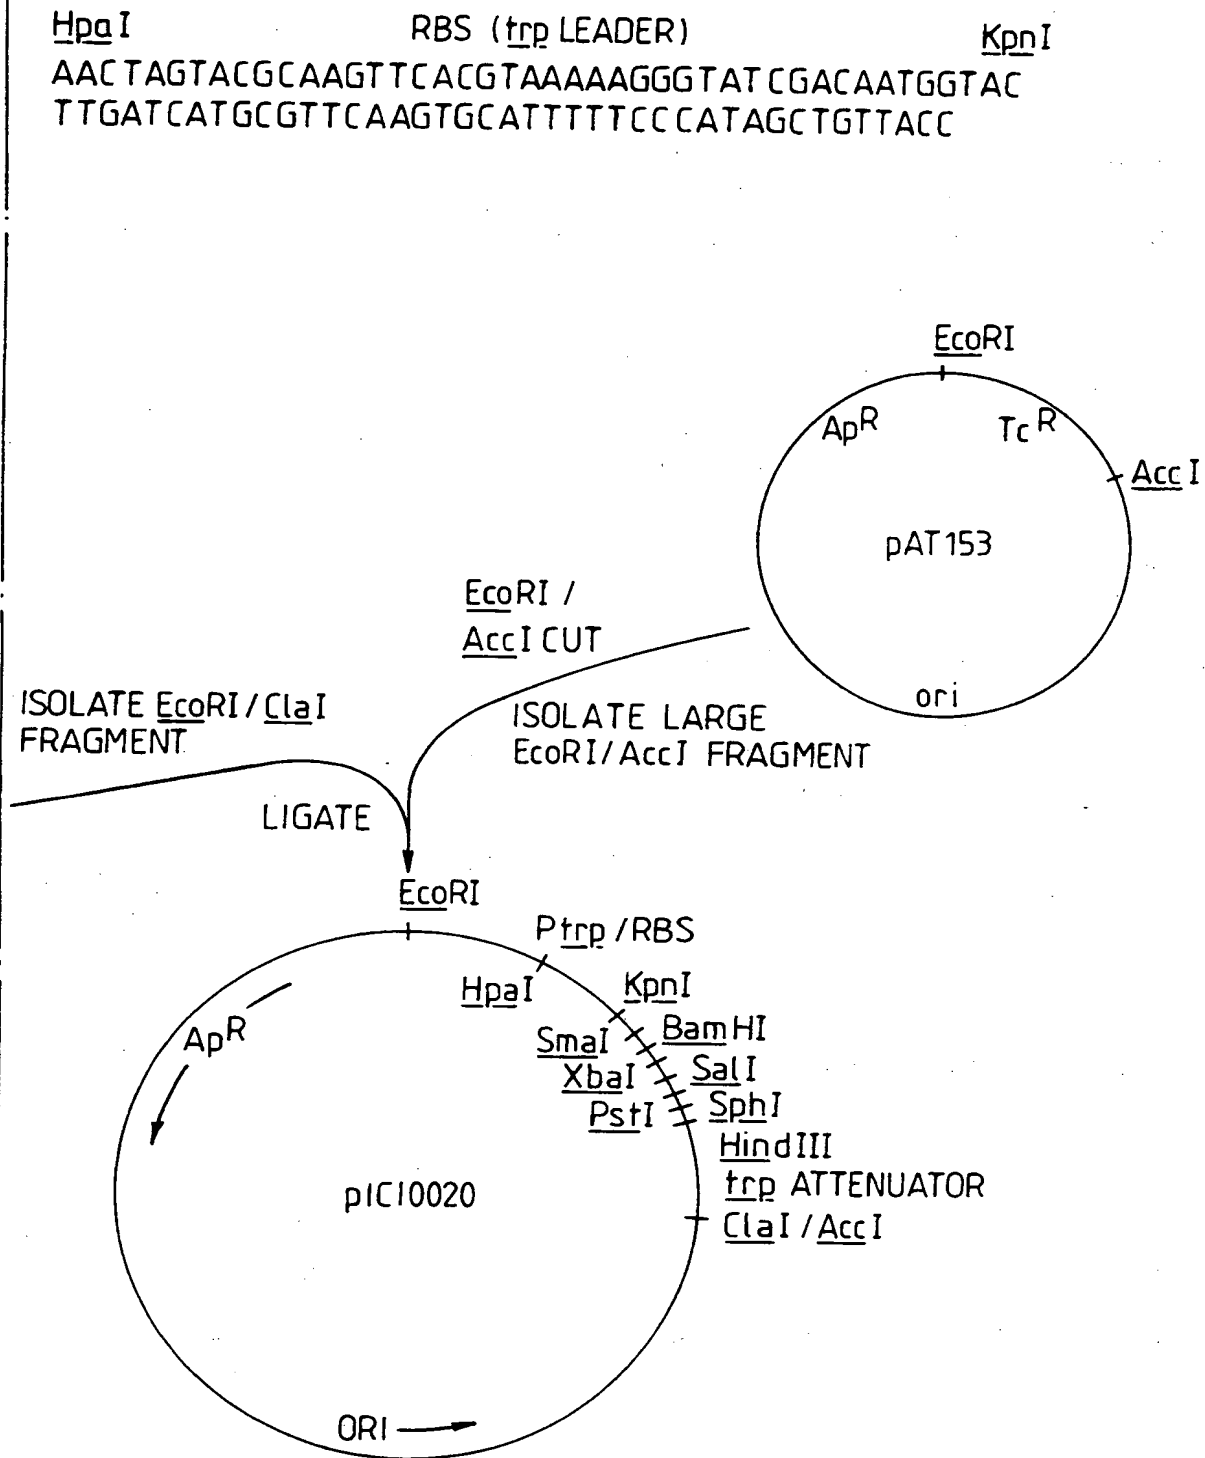 HpaI RBS (trp LEADER) KpnI
AACTAGTACGCAAGTTCACGTAAAAAGGGTATCGACAATGGTAC
TTGATCATGCGTTCAAGTGCATTTTTCCCATAGCTGTTACC
EcoRI
ApR TcR
AccI
pAT153
ori
EcoRI /
AccI CUT
ISOLATE EcoRI/ClaI
FRAGMENT
ISOLATE LARGE
EcoRI/AccI FRAGMENT
LIGATE
EcoRI
Ptrp /RBS
HpaI KpnI
ApR
SmaI BamHI
XbaI SalI
PstI SphI
HindIII
trp ATTENUATOR
pICI0020
ClaI /AccI
ORI